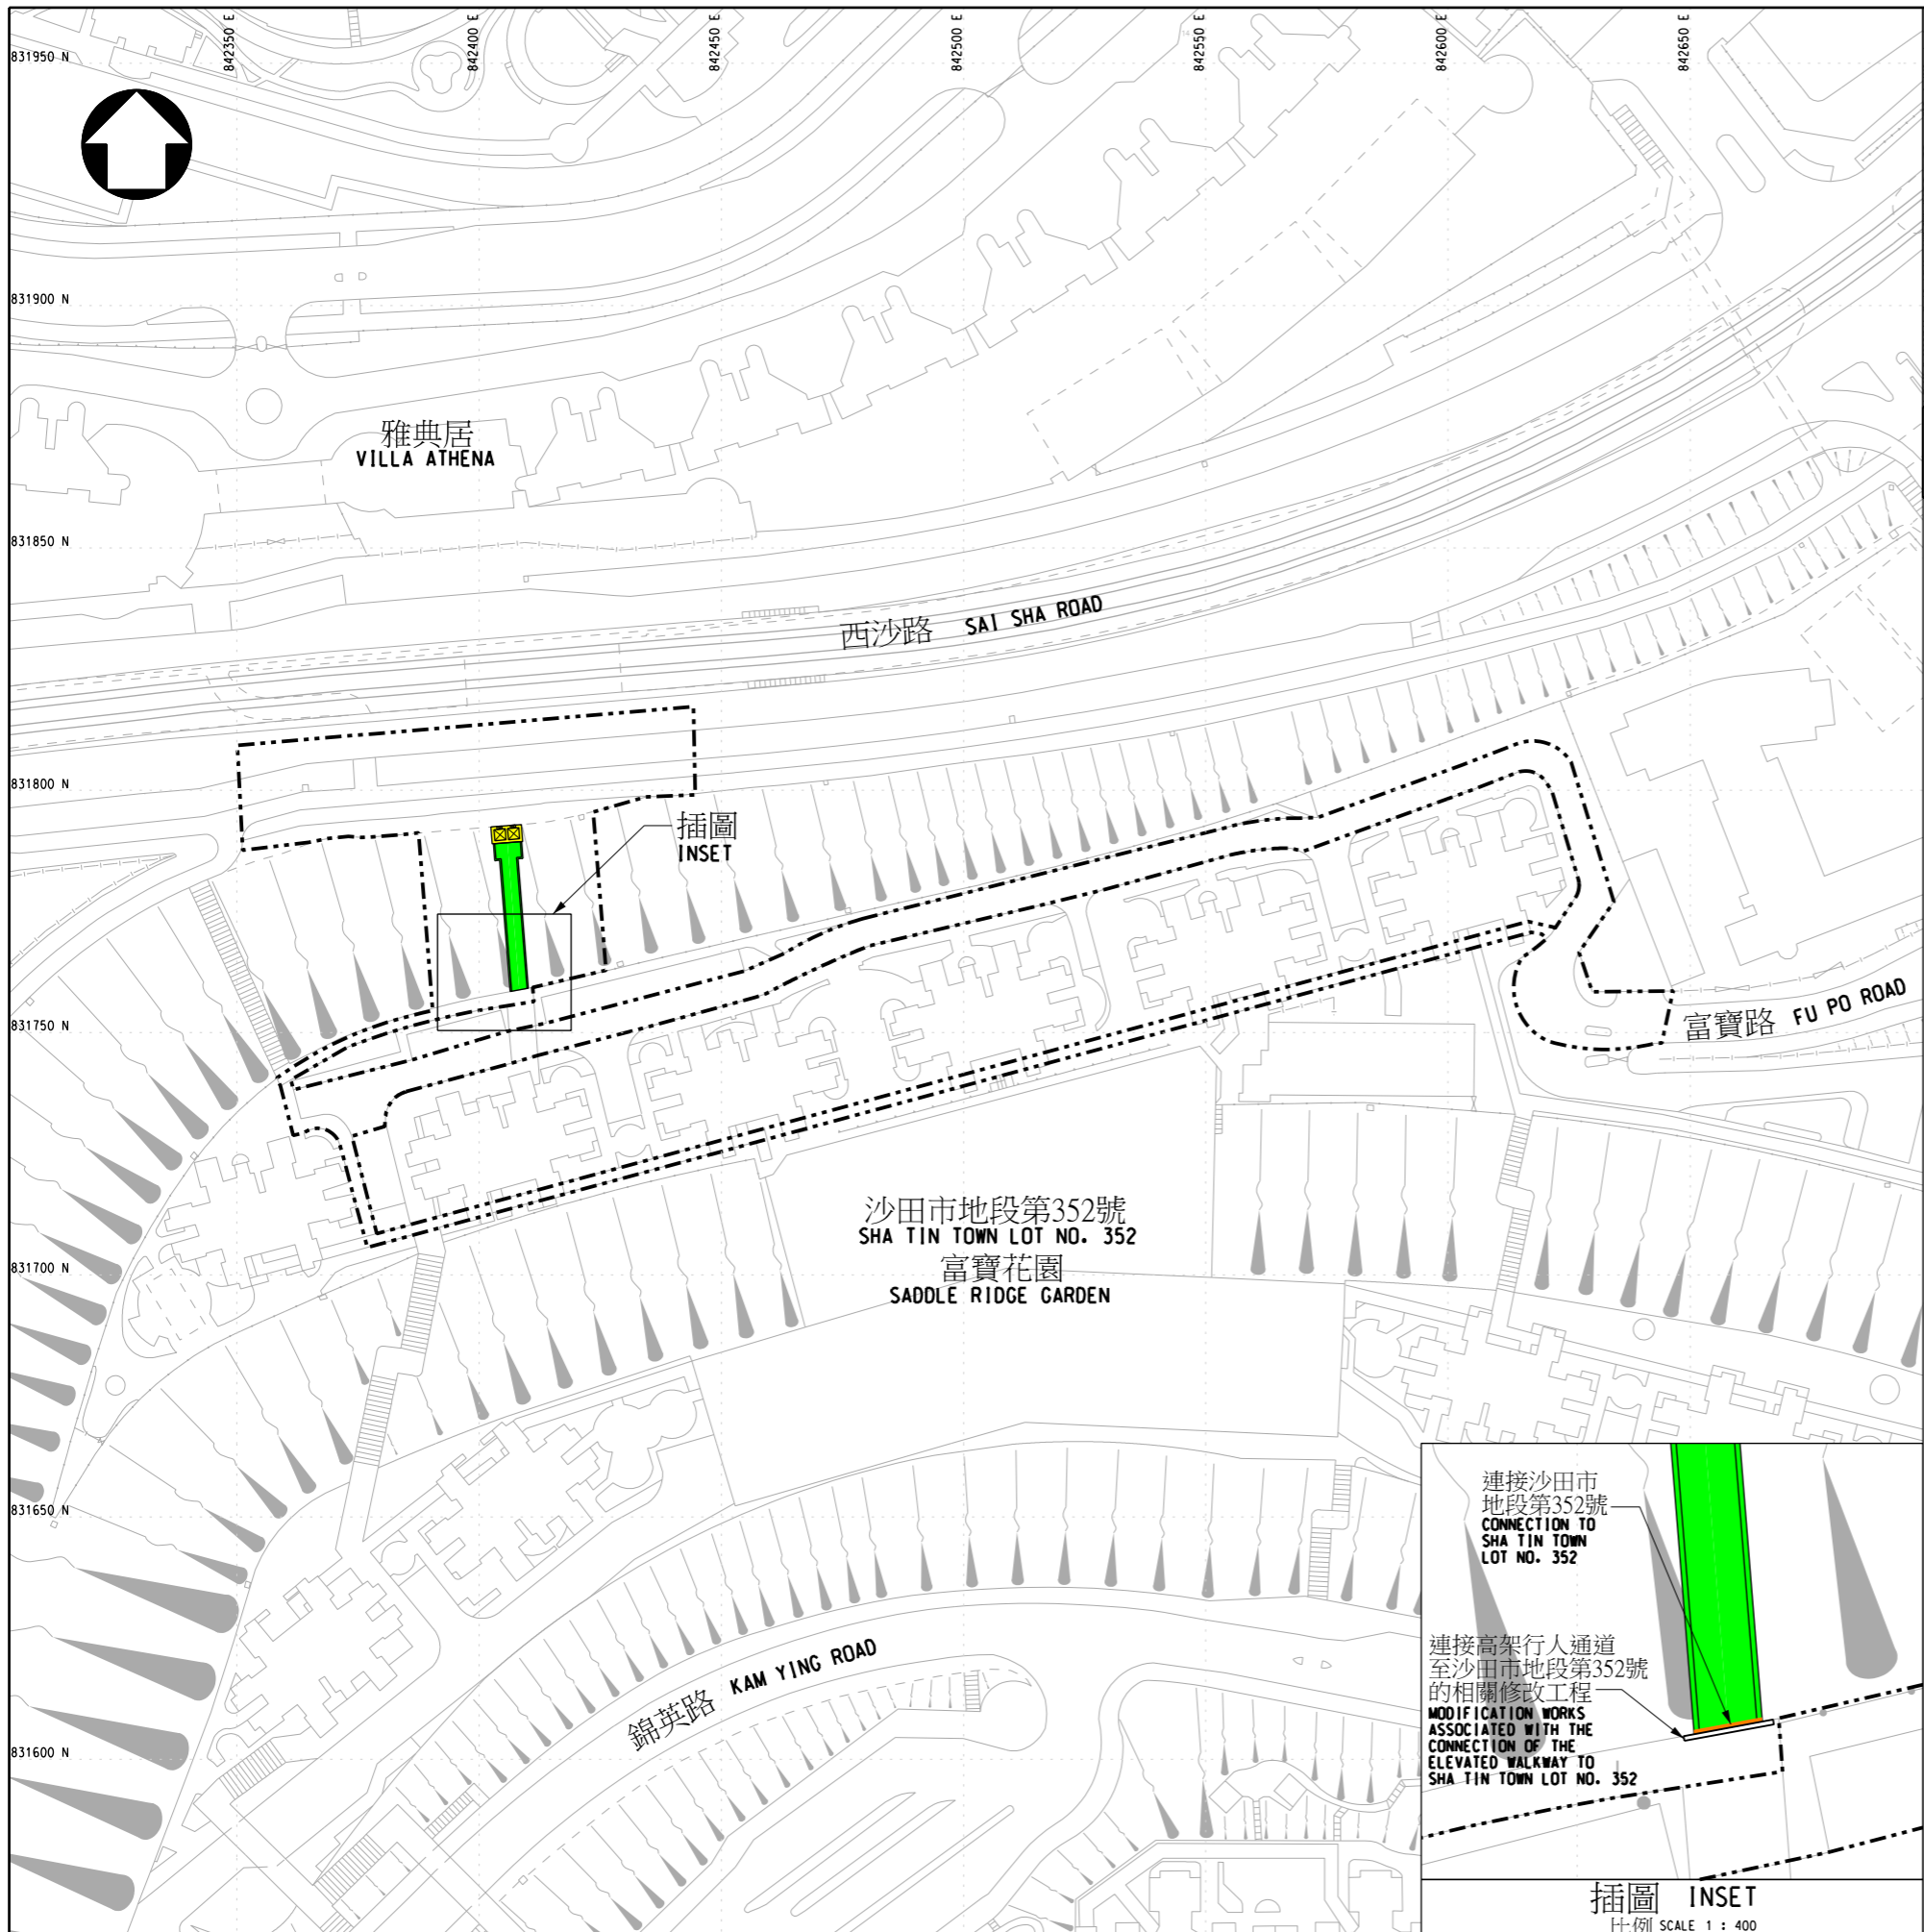 842350 E
842400 E
842450 E
842500 E
842550 E
842600 E
842650 E
831950 N
831900 N
831850 N
831800 N
831750 N
831700 N
831650 N
831600 N
雅典居
VILLA ATHENA
西沙路 SAI SHA ROAD
插圖
INSET
富寶路 FU PO ROAD
沙田市地段第352號
SHA TIN TOWN LOT NO. 352
富寶花園
SADDLE RIDGE GARDEN
錦英路 KAM YING ROAD
連接沙田市
地段第352號
CONNECTION TO
SHA TIN TOWN
LOT NO. 352
連接高架行人通道
至沙田市地段第352號
的相關修改工程
MODIFICATION WORKS
ASSOCIATED WITH THE
CONNECTION OF THE
ELEVATED WALKWAY TO
SHA TIN TOWN LOT NO. 352
插圖 INSET
比例 SCALE 1 : 400